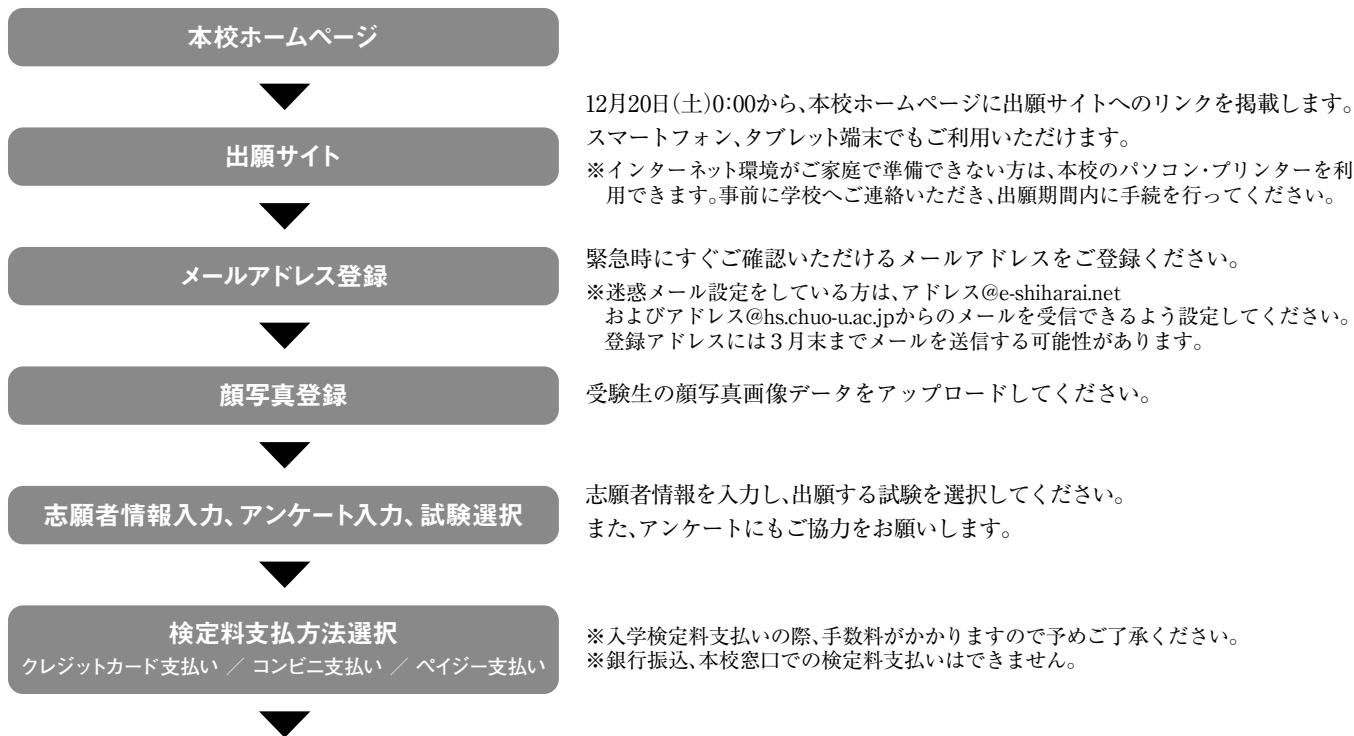 本校ホームページ
12月20日(土)0:00から、本校ホームページに出願サイトへのリンクを掲載します。
スマートフォン、タブレット端末でもご利用いただけます。
出願サイト
※インターネット環境がご家庭で準備できない方は、本校のパソコン・プリンターを利
用できます。事前に学校へご連絡いただき、出願期間内に手続を行ってください。
メールアドレス登録
緊急時にすぐご確認いただけるメールアドレスをご登録ください。
※迷惑メール設定をしている方は、アドレス@e-shiharai.net
およびアドレス@hs.chuo-u.ac.jpからのメールを受信できるよう設定してください。
登録アドレスには3月末までメールを送信する可能性があります。
顔写真登録
受験生の顔写真画像データをアップロードしてください。
志願者情報入力、アンケート入力、試験選択
志願者情報を入力し、出願する試験を選択してください。
また、アンケートにもご協力をお願いします。
検定料支払方法選択
クレジットカード支払い / コンビニ支払い / ペイジー支払い
※入学検定料支払いの際、手数料がかかりますので予めご了承ください。
※銀行振込、本校窓口での検定料支払いはできません。